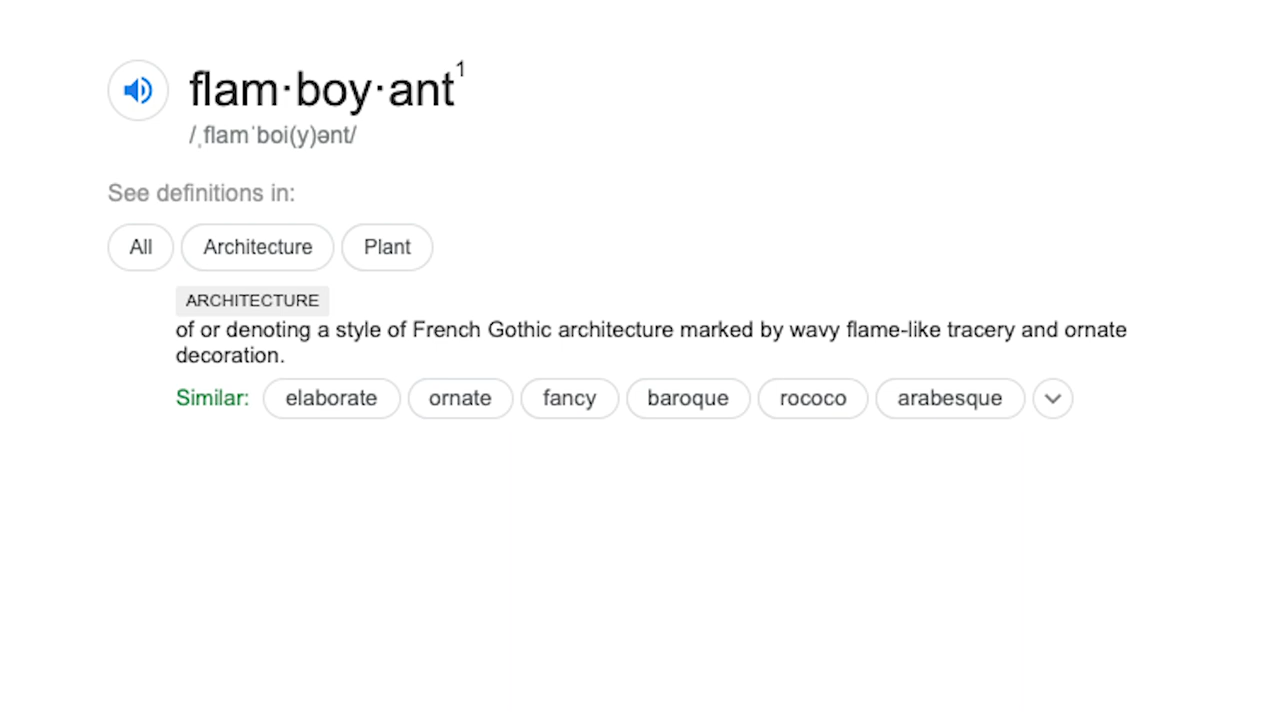 flam·boy·ant¹
/ˌflamˈboi(y)ənt/
See definitions in:
All Architecture Plant
ARCHITECTURE
of or denoting a style of French Gothic architecture marked by wavy flame-like tracery and ornate
decoration.
Similar: elaborate ornate fancy baroque rococo arabesque